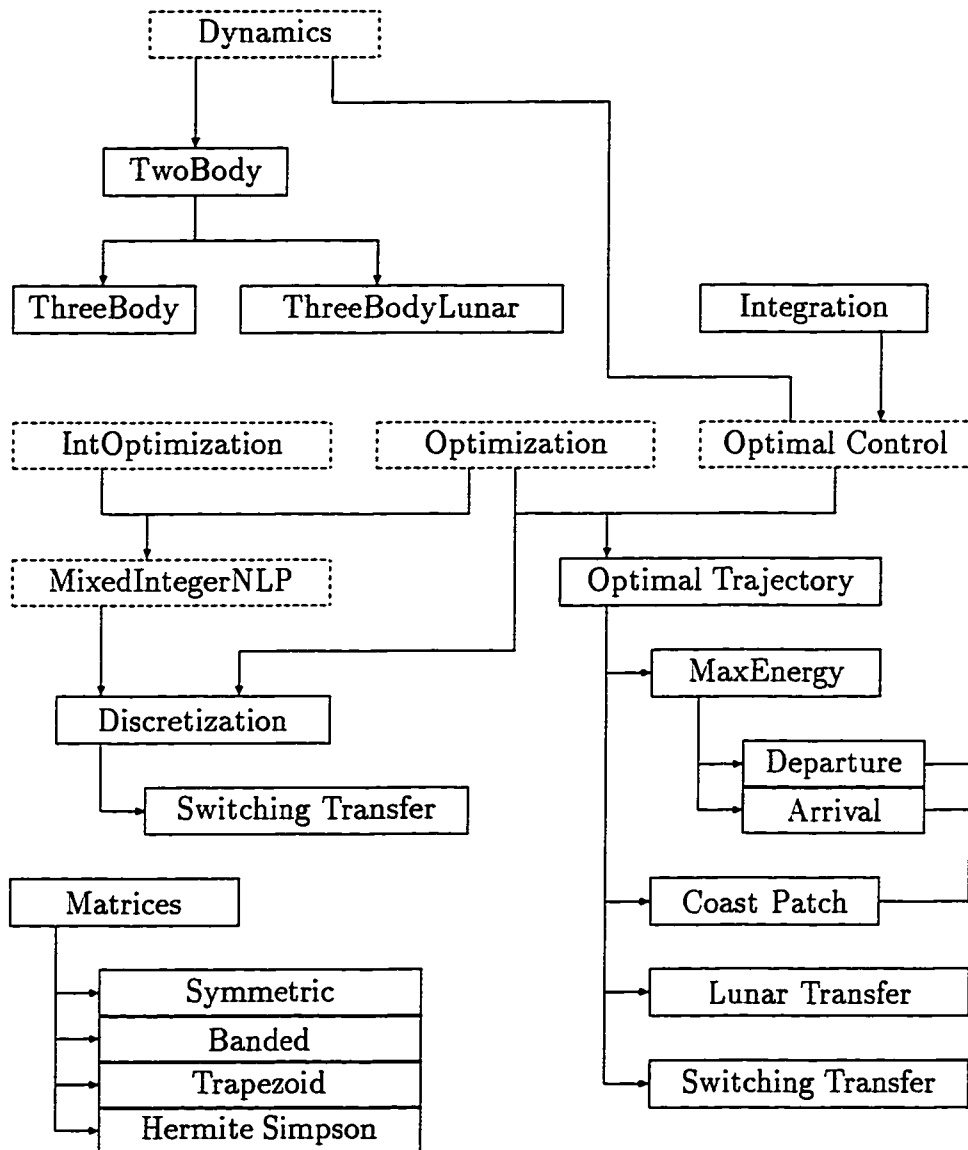 Dynamics
TwoBody
ThreeBody
ThreeBodyLunar
Integration
IntOptimization
Optimization
Optimal Control
MixedIntegerNLP
Optimal Trajectory
MaxEnergy
Discretization
Departure
Switching Transfer
Arrival
Matrices
Coast Patch
Symmetric
Lunar Transfer
Banded
Trapezoid
Switching Transfer
Hermite Simpson